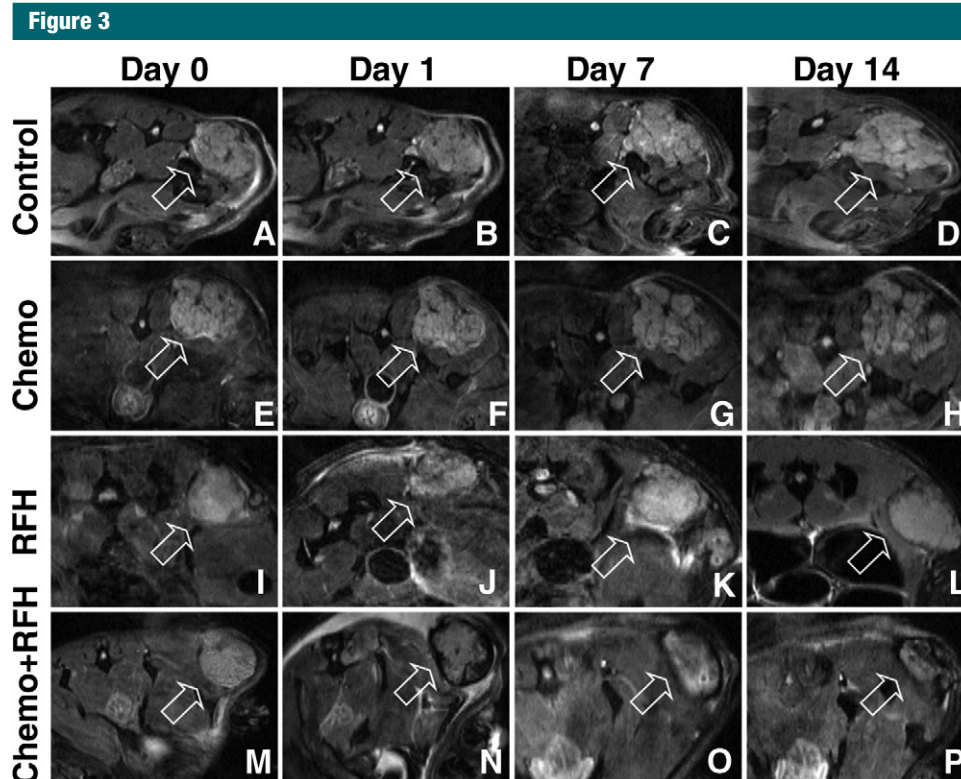 Figure 3
Day 0 Day 1 Day 7 Day 14
Control
A B C D
Chemo
E F G H
RFH
I J K L
Chemo+RFH
M N O P